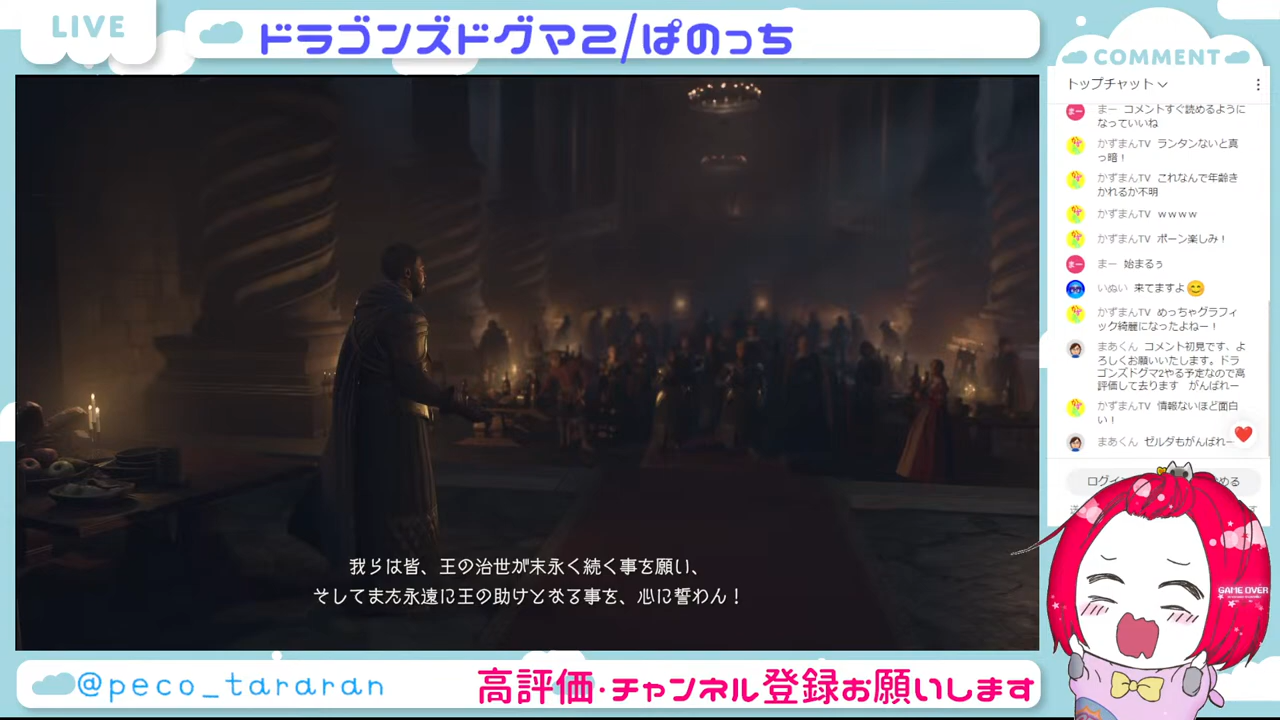 LIVE
ドラゴンズドグマ2/ぱのっち
COMMENT
トップチャット
まー コメントすぐ読めるように
なっていいね
かずまんTV ランタンないと真
っ暗！
かずまんTV これなんで年齢き
かれるか不明
かずまんTV ｗｗｗｗ
かずまんTV ポーン楽しみ！
まー 始まるぅ
いぬい 来てますよ😊
かずまんTV めっちゃグラフィ
ック綺麗になったよねー！
まあくん コメント初見です、よ
ろしくお願いいたします。ドラ
ゴンズドグマ2やる予定なので高
評価して去ります がんばれー
かずまんTV 情報ないほど面白
い！
まあくん ゼルダもがんばれー
ログイン
める
GAME OVER
我らは皆、王の治世が末永く続く事を願い、
そしてまた永遠に王の助けとなる事を、心に誓わん！
@peco_tararan
高評価・チャンネル登録お願いします